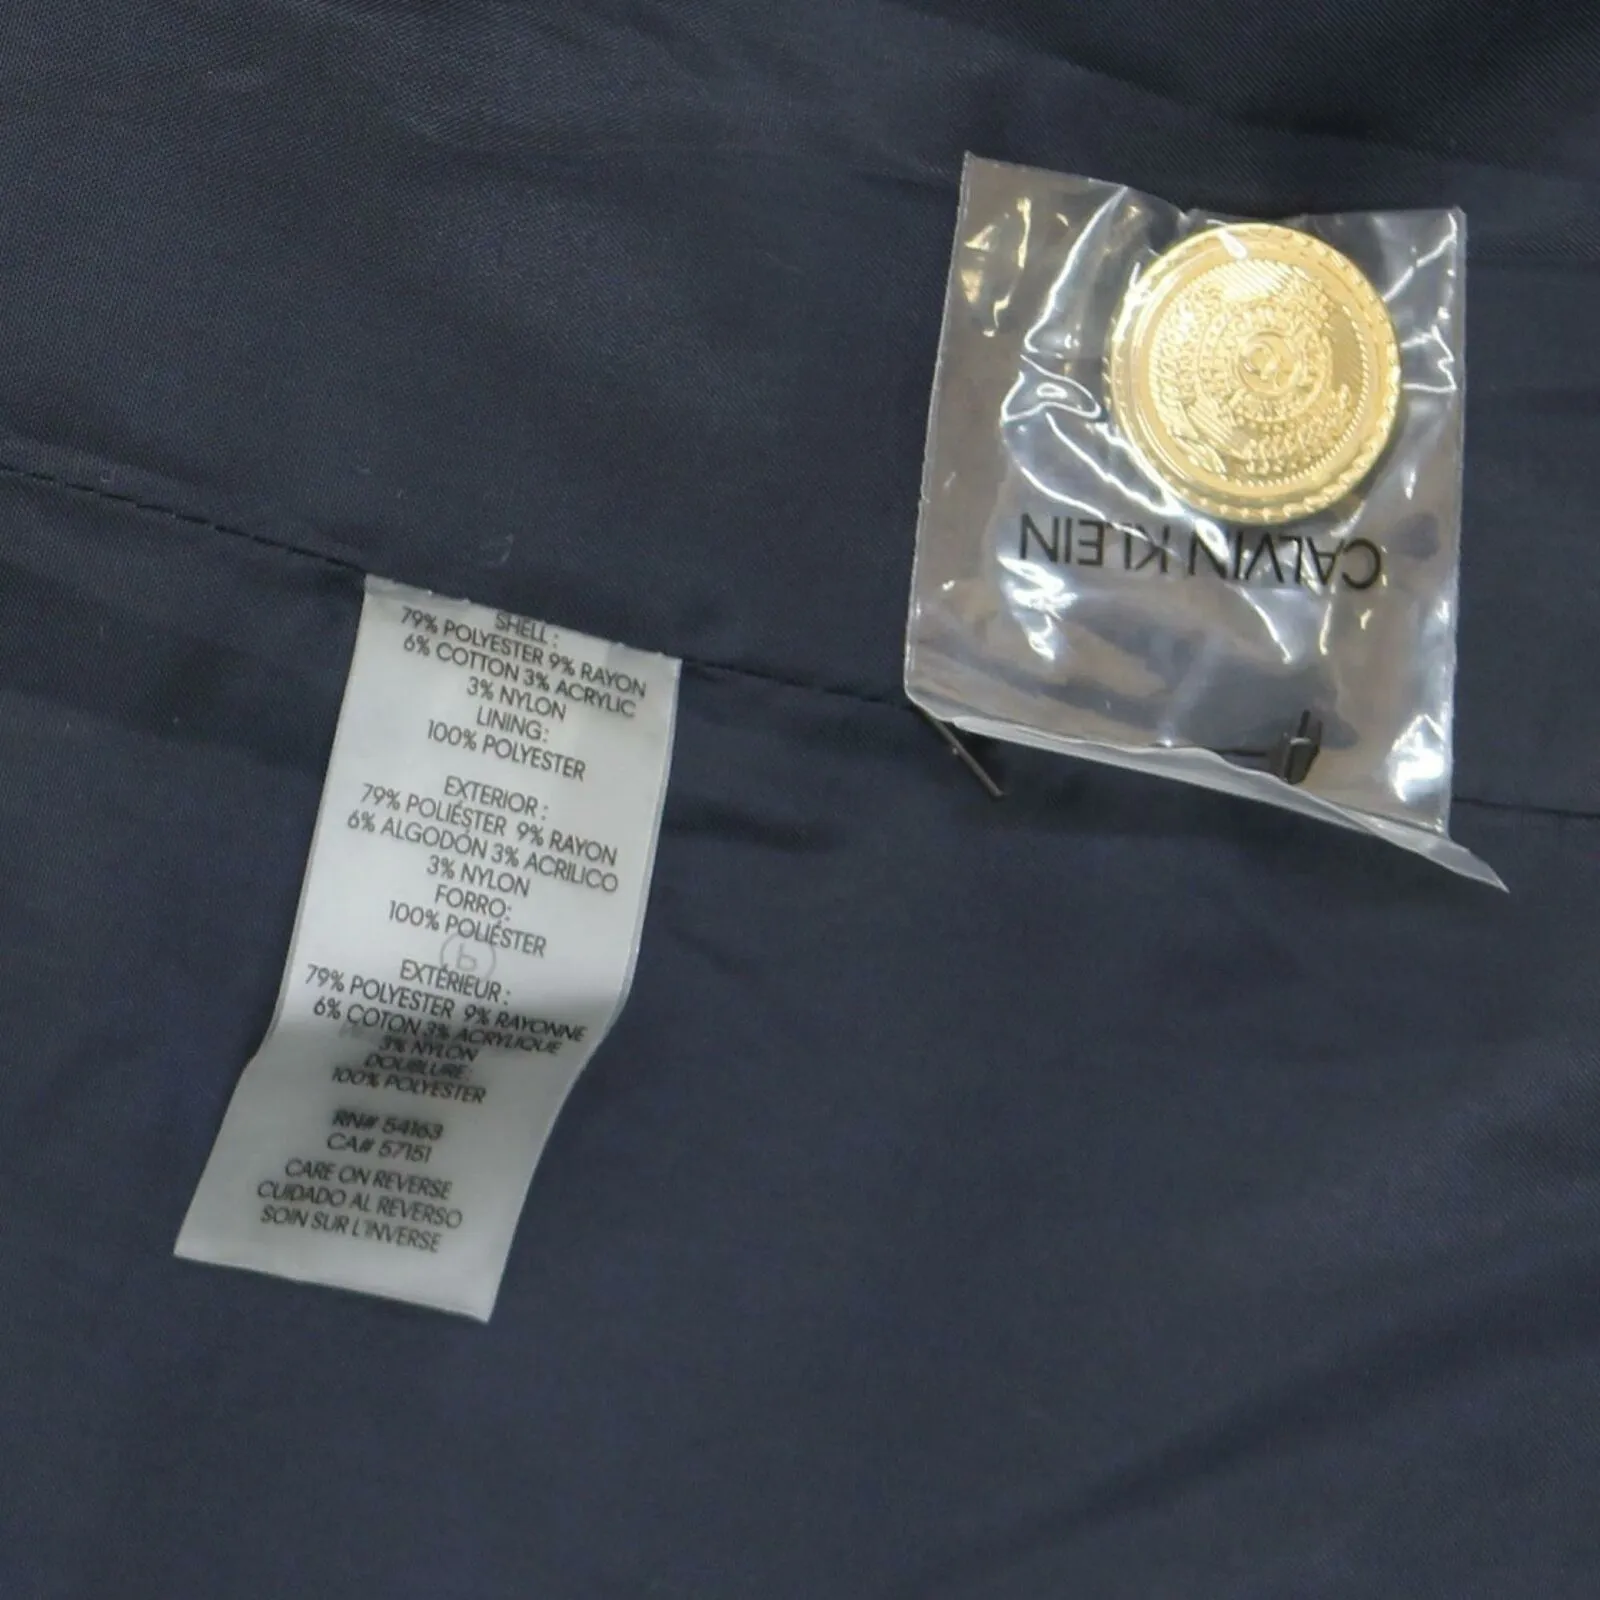 SHELL :
79% POLYESTER 9% RAYON
6% COTTON 3% ACRYLIC
3% NYLON
LINING:
100% POLYESTER
EXTERIOR :
79% POLIÉSTER 9% RAYON
6% ALGODÓN 3% ACRILICO
3% NYLON
FORRO:
100% POLIÉSTER
EXTÉRIEUR :
79% POLYESTER 9% RAYONNE
6% COTON 3% ACRYLIQUE
3% NYLON
DOUBLURE:
100% POLYESTER
RN# 54163
CA# 57151
CARE ON REVERSE
CUIDADO AL REVERSO
SOIN SUR L'INVERSE
CALVIN KLEIN